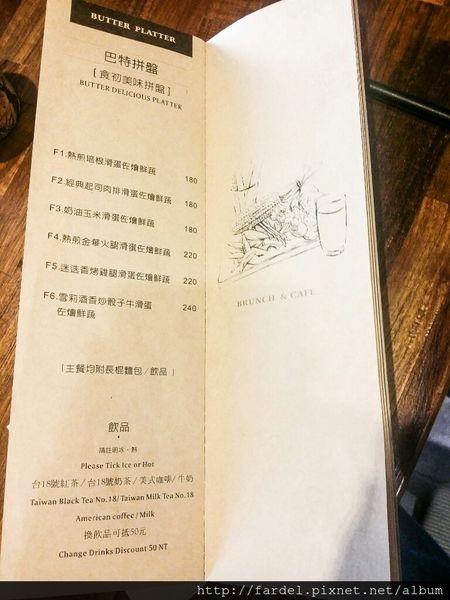 BUTTER PLATTER
巴特拼盤
[食初美味拼盤]
BUTTER DELICIOUS PLATTER
F1.熱煎培根滑蛋佐燴鮮蔬 180
F2.經典起司肉排滑蛋佐燴鮮蔬 180
F3.奶油玉米滑蛋佐燴鮮蔬 180
F4.熱煎金華火腿滑蛋佐燴鮮蔬 220
F5.迷迭香烤雞腿滑蛋佐燴鮮蔬 220
F6.雪莉酒香炒骰子牛滑蛋 240
佐燴鮮蔬
(主餐均附長棍麵包/飲品)
飲品
請註明冰、熱
Please Tick Ice or Hot
台18號紅茶/台18號奶茶/美式咖啡/牛奶
Taiwan Black Tea No.18/Taiwan Milk Tea No.18
American coffee/Milk
換飲品可抵50元
Change Drinks Discount 50 NT
BRUNCH & CAFE
http://fardel.pixnet.net/album